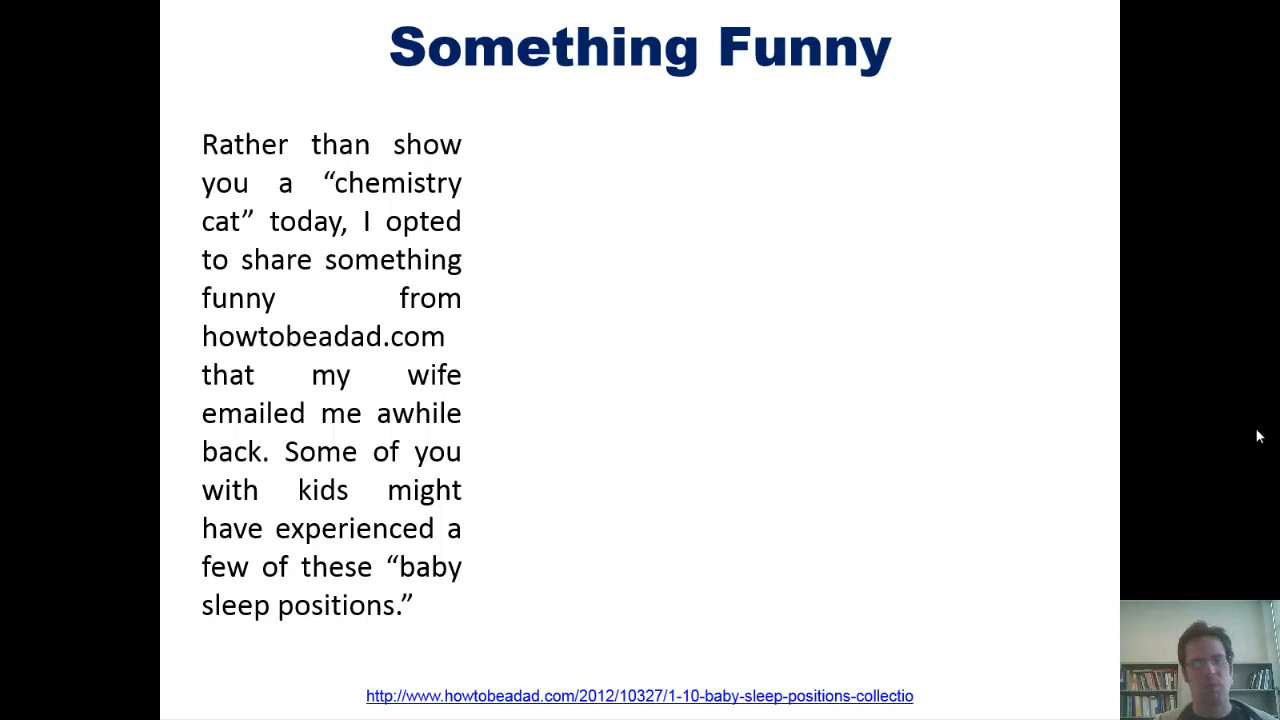 Something Funny
Rather than show
you a “chemistry
cat” today, I opted
to share something
funny from
howtobeadad.com
that my wife
emailed me awhile
back. Some of you
with kids might
have experienced a
few of these “baby
sleep positions.”
http://www.howtobeadad.com/2012/10327/1-10-baby-sleep-positions-collectio